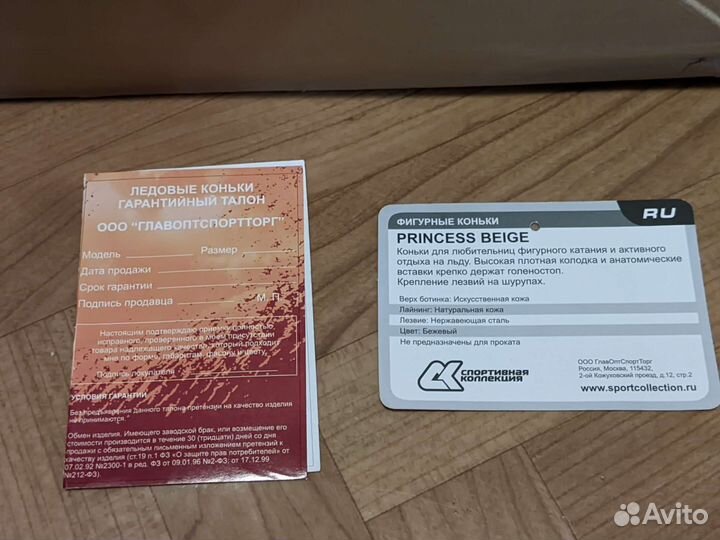 ЛЕДОВЫЕ КОНЬКИ
ГАРАНТИЙНЫЙ ТАЛОН
ООО "ГЛАВОПТСПОРТТОРГ"
Модель Размер
Дата продажи
Срок гарантии
Подпись продавца М. П.
Настоящим подтверждаю приемку полностью
исправного, проверенного в моем присутствии
товара надлежащего качества, который подходит
мне по форме, габаритам, фасону и цвету.
Подпись покупателя
УСЛОВИЯ ГАРАНТИИ
Без предъявления данного талона претензии на качество изделия
не принимаются.
Обмен изделия. Имеющего заводской брак, или возмещение его
стоимости производится в течение 30 (тридцати) дней со дня
продажи с обязательным письменным изложением претензий к
качеству изделия (ст.19 п.1 ФЗ «О защите прав потребителей» от
07.02.92 №2300-1 в ред. ФЗ от 09.01.96 №2-ФЗ; от 17.12.99
№212-ФЗ).
ФИГУРНЫЕ КОНЬКИ RU
PRINCESS BEIGE
Коньки для любительниц фигурного катания и активного
отдыха на льду. Высокая плотная колодка и анатомические
вставки крепко держат голеностоп.
Крепление лезвий на шурупах.
Верх ботинка: Искусственная кожа
Лайнинг: Натуральная кожа
Лезвие: Нержавеющая сталь
Цвет: Бежевый
Не предназначены для проката
СПОРТИВНАЯ
КОЛЛЕКЦИЯ
ООО ГлавОптСпортТорг
Россия, Москва, 115432,
2-ой Кожуховский проезд, д.12, стр.2
www.sportcollection.ru
Avito